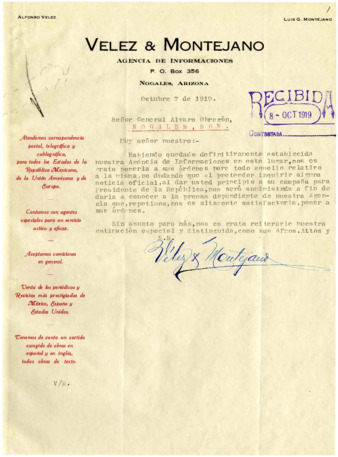 ALFONSO VELEZ
LUIS G. MONTEJANO
VELEZ & MONTEJANO
AGENCIA DE INFORMACIONES
P. O. BOX 356
NOGALES, ARIZONA
Octubre 7 de 1919.
RECIBIDA
8-OCT 1919
CONTESTADA
Señor General Alvaro Obregón,
NOGALES, SON.
Muy señor nuestro:-
Habiendo quedado definitivamente establecida
nuestra Agencia de Informaciones en este lugar, nos es
grato ponerla a sus órdenes para todo aquello relativo
a la misma, no dudando que al pretender inquirir alguna
noticia oficial, al dar usted principio a su campaña para
Presidente de la República, nos será suministrada a fin de
darla a conocer a la prensa dependiente de nuestra Agen-
cia que, repetimos, nos es altamente satisfactorio, poner a
sus órdenes.
Sin asunto para más, nos es grato reiterarle nuestra
estimación especial y distinguida, como sus Afmos. Attos y
S.S.
Vélez & Montejano
Atendemos correspondencia
postal, telegráfica y
cablegráfica,
para todos los Estados de la
República Mexicana,
de la Unión Americana y de
Europa.
Contamos con agentes
especiales para un servicio
activo y eficaz.
Aceptamos comisiones
en general.
Venta de los periódicos y
Revistas más prestigiados de
México, España y
Estados Unidos.
Tenemos de venta un surtido
completo de obras en
español y en inglés,
todas obras de texto.